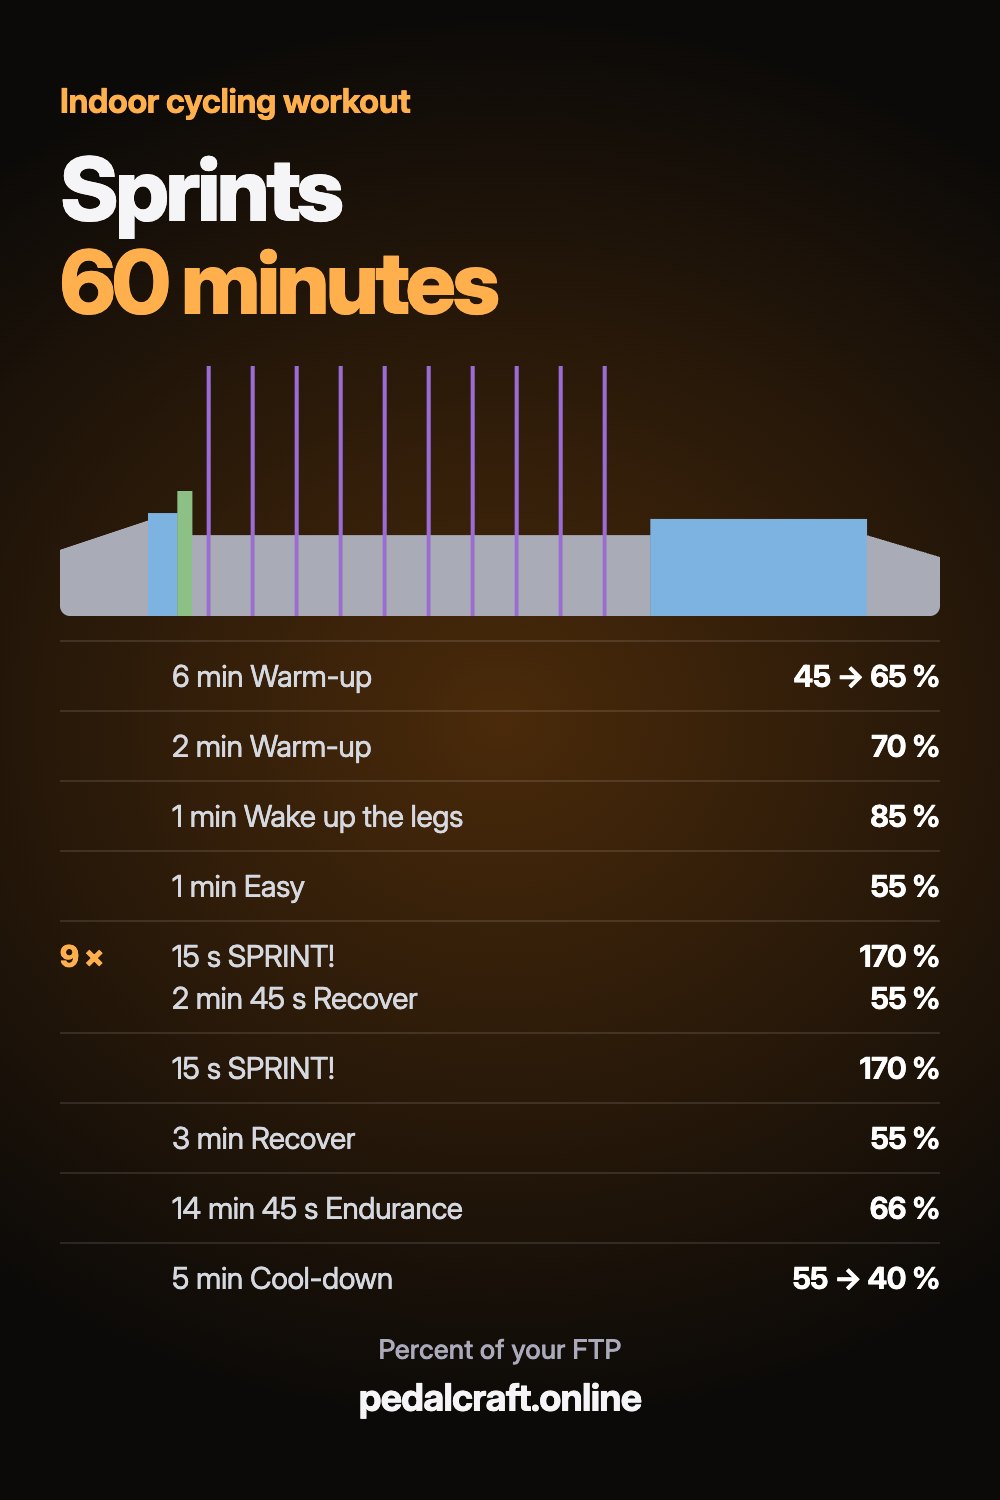 Indoor cycling workout
Sprints
60 minutes
6 min Warm-up 45 → 65 %
2 min Warm-up 70 %
1 min Wake up the legs 85 %
1 min Easy 55 %
9 × 15 s SPRINT! 170 %
2 min 45 s Recover 55 %
15 s SPRINT! 170 %
3 min Recover 55 %
14 min 45 s Endurance 66 %
5 min Cool-down 55 → 40 %
Percent of your FTP
pedalcraft.online